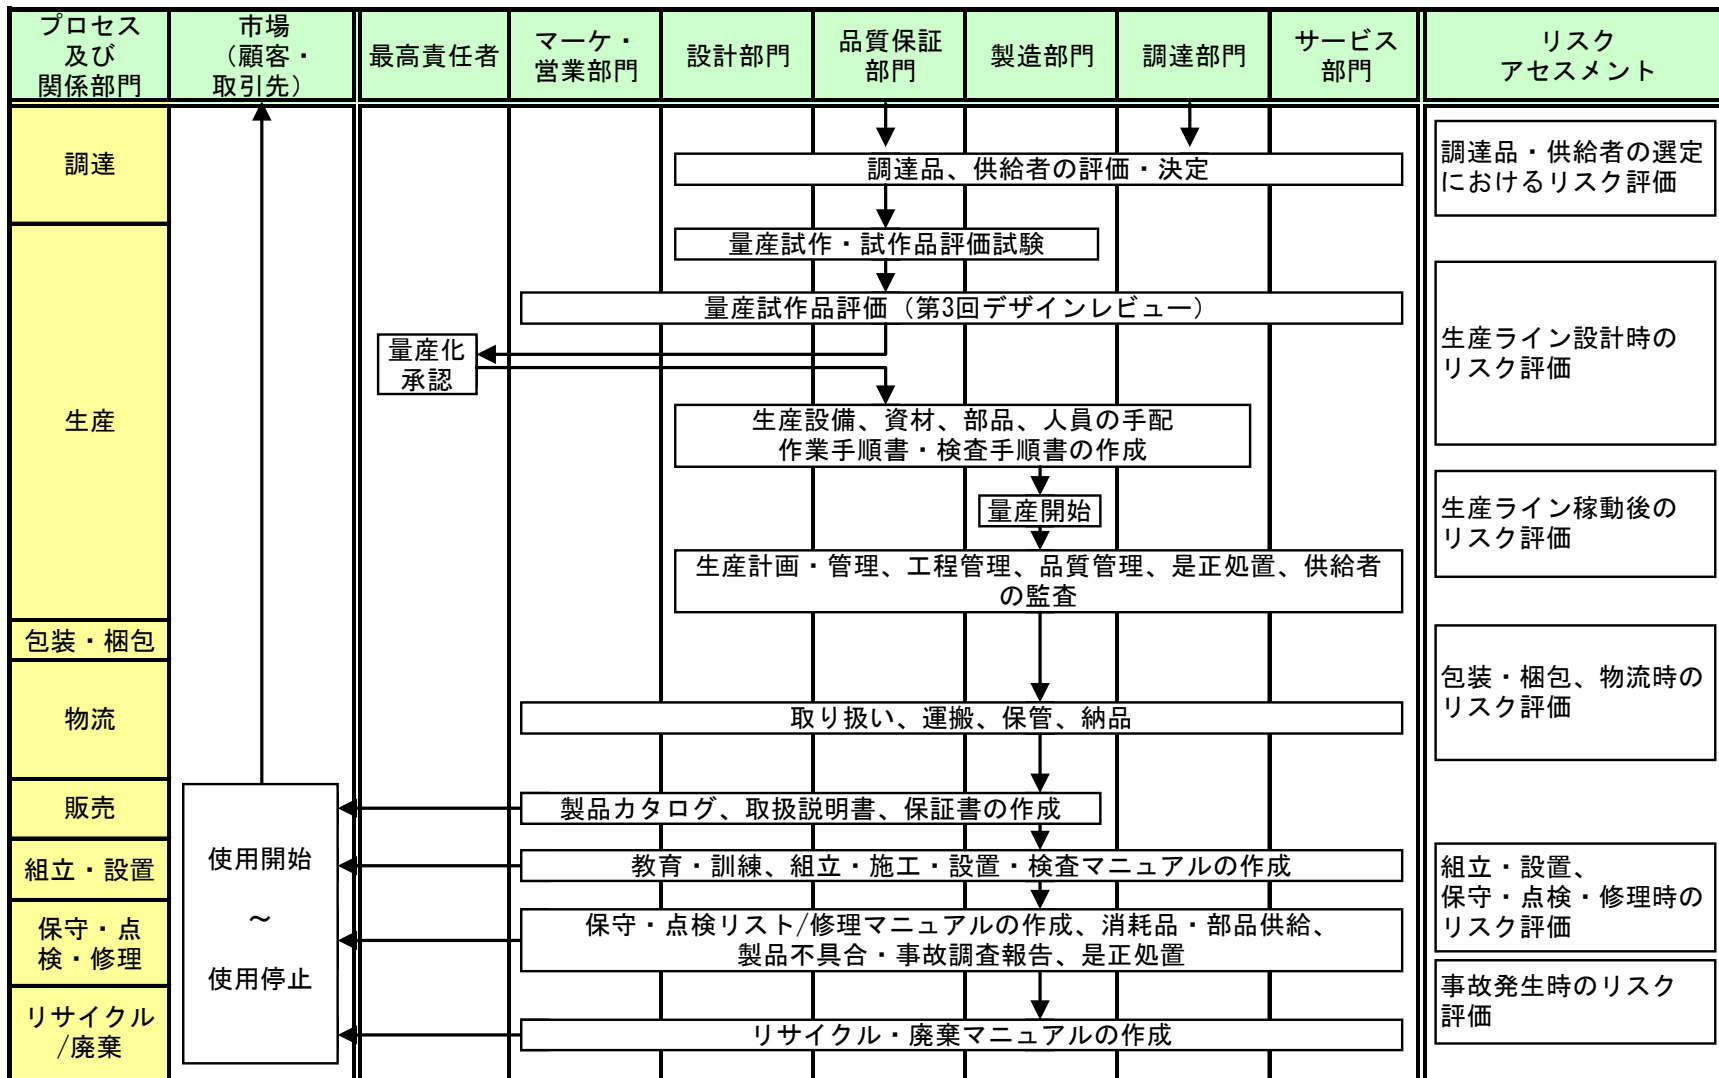 プロセス
及び
関係部門
市場
（顧客・
取引先）
最高責任者
マーケ・
営業部門
設計部門
品質保証
部門
製造部門
調達部門
サービス
部門
リスク
アセスメント
調達
調達品、供給者の評価・決定
調達品・供給者の選定
におけるリスク評価
生産
量産試作・試作品評価試験
量産試作品評価（第3回デザインレビュー）
量産化
承認
生産設備、資材、部品、人員の手配
作業手順書・検査手順書の作成
量産開始
生産計画・管理、工程管理、品質管理、是正処置、供給者
の監査
生産ライン設計時の
リスク評価
生産ライン稼動後の
リスク評価
包装・梱包
物流
取り扱い、運搬、保管、納品
包装・梱包、物流時の
リスク評価
販売
製品カタログ、取扱説明書、保証書の作成
使用開始
～
使用停止
組立・設置
教育・訓練、組立・施工・設置・検査マニュアルの作成
組立・設置、
保守・点検・修理時の
リスク評価
保守・点
検・修理
保守・点検リスト/修理マニュアルの作成、消耗品・部品供給、
製品不具合・事故調査報告、是正処置
事故発生時のリスク
評価
リサイクル
/廃棄
リサイクル・廃棄マニュアルの作成